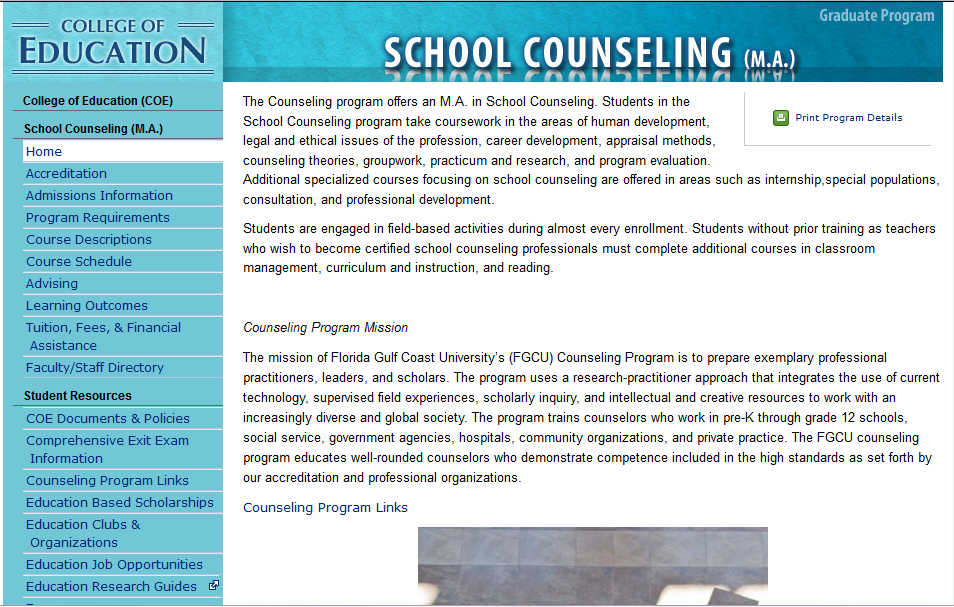 COLLEGE OF
EDUCATION
Graduate Program
SCHOOL COUNSELING (M.A.)
College of Education (COE)
School Counseling (M.A.)
Home
Accreditation
Admissions Information
Program Requirements
Course Descriptions
Course Schedule
Advising
Learning Outcomes
Tuition, Fees, & Financial
Assistance
Faculty/Staff Directory
Student Resources
COE Documents & Policies
Comprehensive Exit Exam
Information
Counseling Program Links
Education Based Scholarships
Education Clubs &
Organizations
Education Job Opportunities
Education Research Guides
The Counseling program offers an M.A. in School Counseling. Students in the
School Counseling program take coursework in the areas of human development,
legal and ethical issues of the profession, career development, appraisal methods,
counseling theories, groupwork, practicum and research, and program evaluation.
Additional specialized courses focusing on school counseling are offered in areas such as internship,special populations,
consultation, and professional development.
Print Program Details
Students are engaged in field-based activities during almost every enrollment. Students without prior training as teachers
who wish to become certified school counseling professionals must complete additional courses in classroom
management, curriculum and instruction, and reading.
Counseling Program Mission
The mission of Florida Gulf Coast University's (FGCU) Counseling Program is to prepare exemplary professional
practitioners, leaders, and scholars. The program uses a research-practitioner approach that integrates the use of current
technology, supervised field experiences, scholarly inquiry, and intellectual and creative resources to work with an
increasingly diverse and global society. The program trains counselors who work in pre-K through grade 12 schools,
social service, government agencies, hospitals, community organizations, and private practice. The FGCU counseling
program educates well-rounded counselors who demonstrate competence included in the high standards as set forth by
our accreditation and professional organizations.
Counseling Program Links